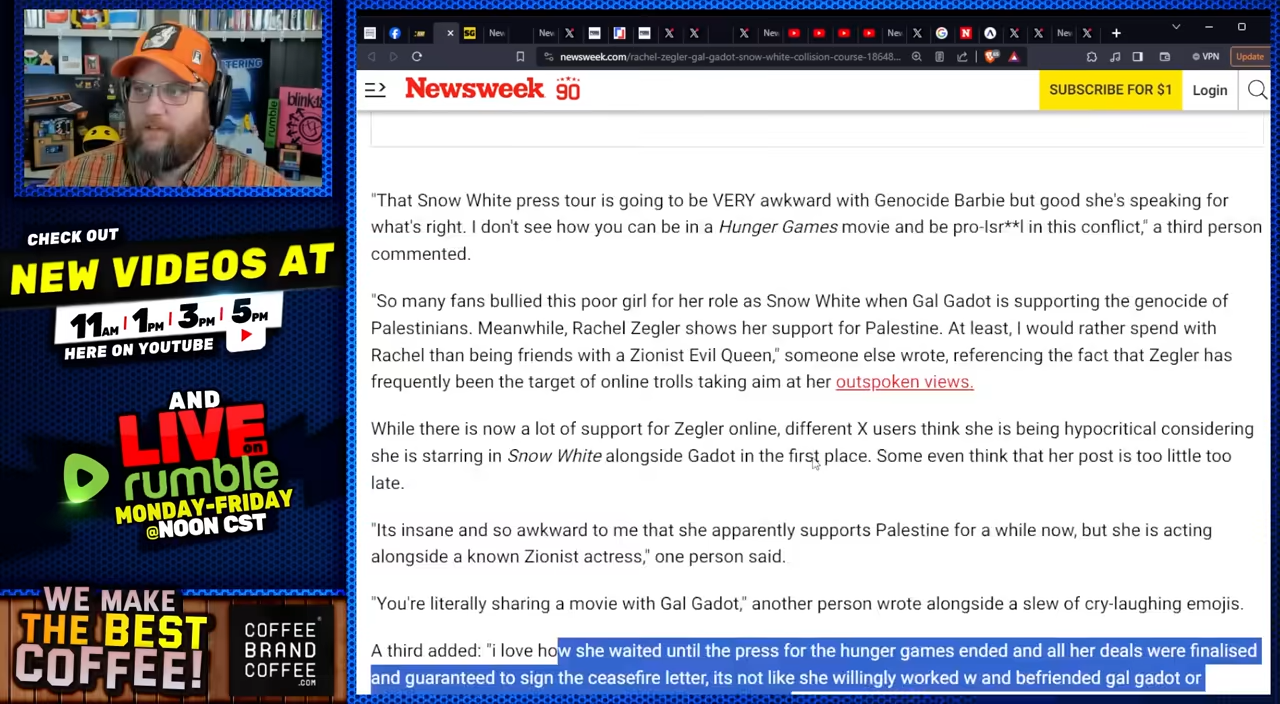 CHECK OUT
NEW VIDEOS AT
11AM | 1PM | 3PM | 5PM
HERE ON YOUTUBE
AND
LIVE on
rumble
MONDAY-FRIDAY
@NOON CST
WE MAKE
THE BEST
COFFEE!
COFFEE
BRAND
COFFEE
.COM
rumble
blink-182
newsweek.com/rachel-zegler-gal-gadot-snow-white-collision-course-18648...
VPN
Update
Newsweek 90
SUBSCRIBE FOR $1
Login
"That Snow White press tour is going to be VERY awkward with Genocide Barbie but good she's speaking for
what's right. I don't see how you can be in a Hunger Games movie and be pro-Isr**l in this conflict," a third person
commented.
"So many fans bullied this poor girl for her role as Snow White when Gal Gadot is supporting the genocide of
Palestinians. Meanwhile, Rachel Zegler shows her support for Palestine. At least, I would rather spend with
Rachel than being friends with a Zionist Evil Queen," someone else wrote, referencing the fact that Zegler has
frequently been the target of online trolls taking aim at her outspoken views.
While there is now a lot of support for Zegler online, different X users think she is being hypocritical considering
she is starring in Snow White alongside Gadot in the first place. Some even think that her post is too little too
late.
"Its insane and so awkward to me that she apparently supports Palestine for a while now, but she is acting
alongside a known Zionist actress," one person said.
"You're literally sharing a movie with Gal Gadot," another person wrote alongside a slew of cry-laughing emojis.
A third added: "i love how she waited until the press for the hunger games ended and all her deals were finalised
and guaranteed to sign the ceasefire letter, its not like she willingly worked w and befriended gal gadot or